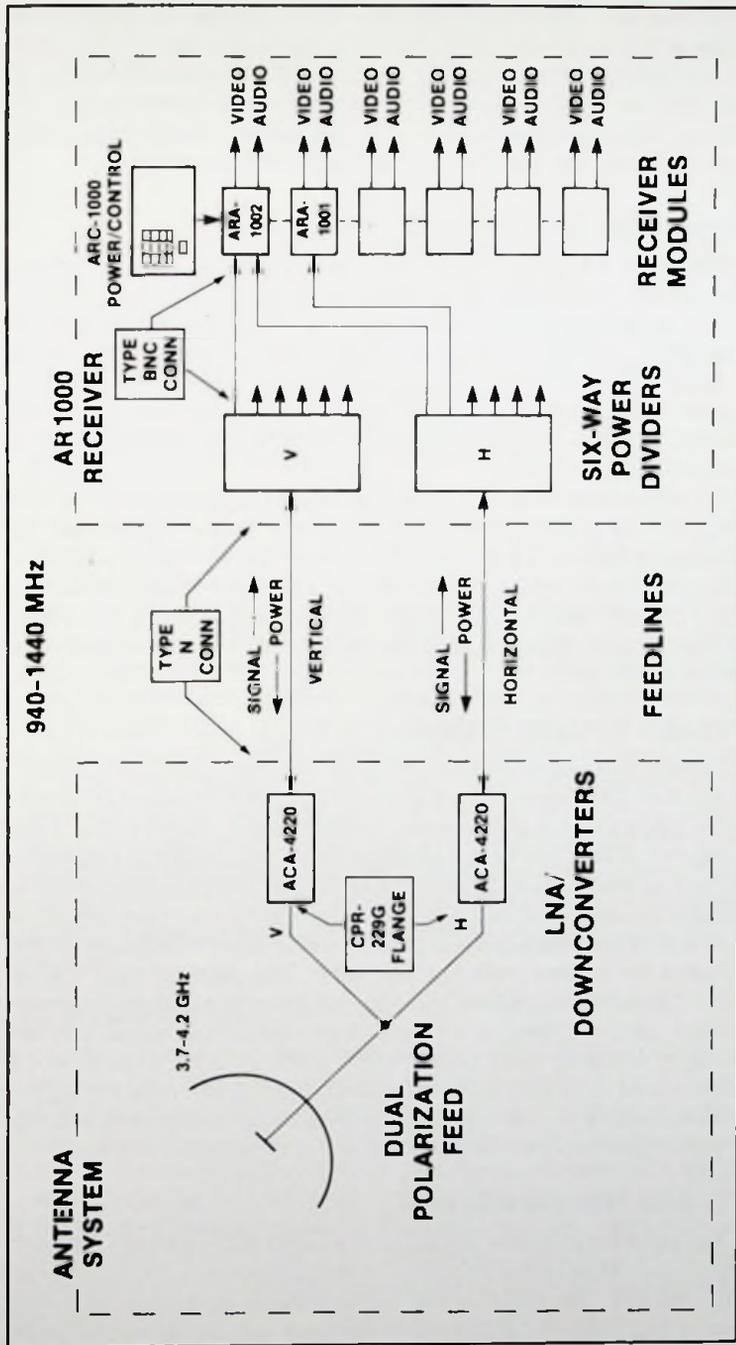 940-1440 MHz
ANTENNA
SYSTEM
3.7-4.2 GHz
DUAL
POLARIZATION
FEED
V
H
CPR-
229G
FLANGE
ACA-4220
ACA-4220
LNA/
DOWNCONVERTERS
TYPE
N
CONN
SIGNAL
POWER
VERTICAL
SIGNAL
POWER
HORIZONTAL
FEEDLINES
AR1000
RECEIVER
TYPE
BNC
CONN
V
H
SIX-WAY
POWER
DIVIDERS
ARC-1000
POWER/CONTROL
ARA-
1002
ARA-
1001
VIDEO
AUDIO
VIDEO
AUDIO
VIDEO
AUDIO
VIDEO
AUDIO
VIDEO
AUDIO
VIDEO
AUDIO
RECEIVER
MODULES